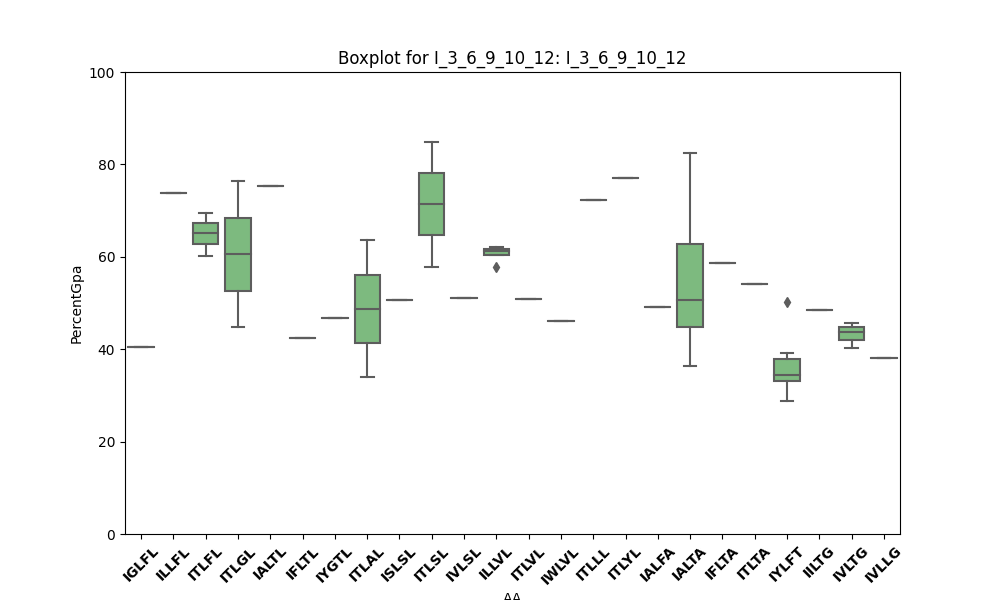 Boxplot for I_3_6_9_10_12: I_3_6_9_10_12
100
80
60
40
20
0
PercentGpa
IGLFL
ILLFL
ITLFL
ITLGL
IALTL
IFLTL
IYGTL
ITLAL
ISLSL
ITLSL
IVLSL
ILLVL
ITLVL
IWLVL
ITLLL
ITLYL
IALFA
IALTA
IFLTA
ITLTA
IYLFT
IILTG
IVLTG
IVLLG
AA